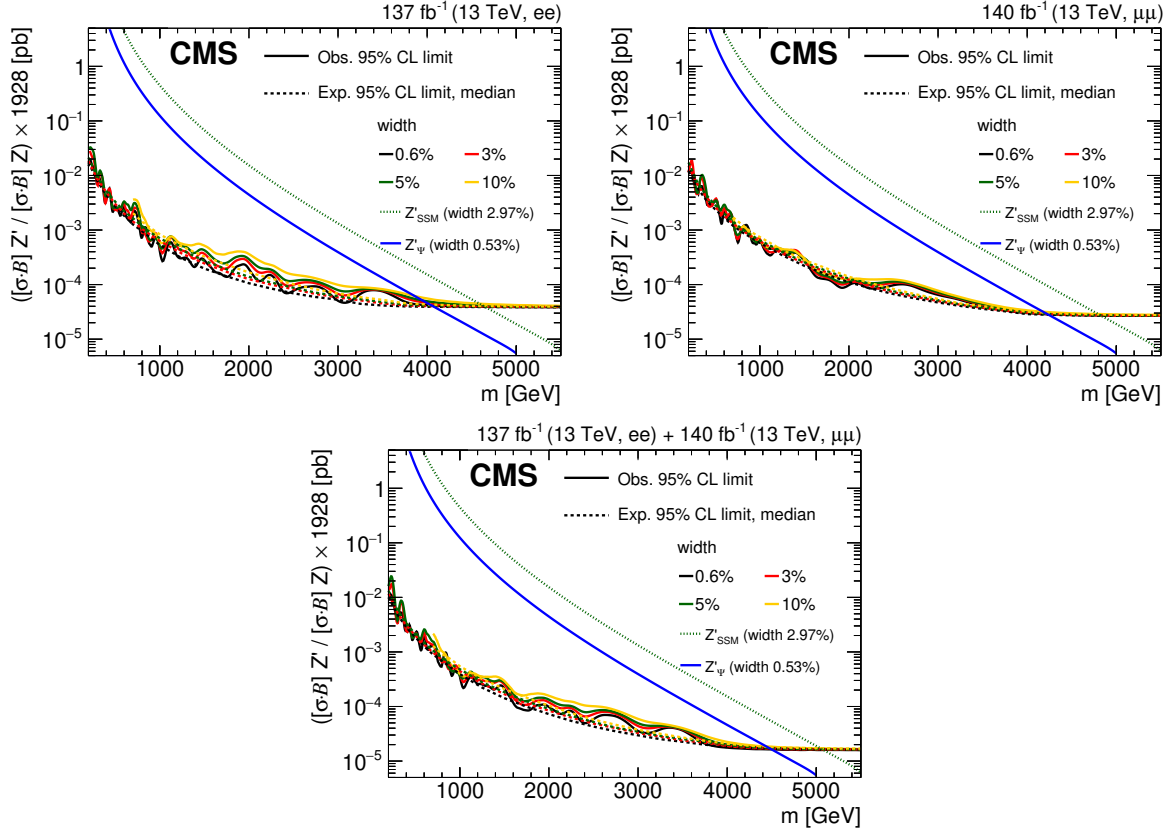 137 fb⁻¹ (13 TeV, ee)
CMS
Obs. 95% CL limit
Exp. 95% CL limit, median
width
0.6% 3%
5% 10%
Z'SSM (width 2.97%)
Z'Ψ (width 0.53%)
([σ·B] Z' / [σ·B] Z) × 1928 [pb]
1
10⁻¹
10⁻²
10⁻³
10⁻⁴
10⁻⁵
1000 2000 3000 4000 5000
m [GeV]
140 fb⁻¹ (13 TeV, μμ)
CMS
Obs. 95% CL limit
Exp. 95% CL limit, median
width
0.6% 3%
5% 10%
Z'SSM (width 2.97%)
Z'Ψ (width 0.53%)
([σ·B] Z' / [σ·B] Z) × 1928 [pb]
1
10⁻¹
10⁻²
10⁻³
10⁻⁴
10⁻⁵
1000 2000 3000 4000 5000
m [GeV]
137 fb⁻¹ (13 TeV, ee) + 140 fb⁻¹ (13 TeV, μμ)
CMS
Obs. 95% CL limit
Exp. 95% CL limit, median
width
0.6% 3%
5% 10%
Z'SSM (width 2.97%)
Z'Ψ (width 0.53%)
([σ·B] Z' / [σ·B] Z) × 1928 [pb]
1
10⁻¹
10⁻²
10⁻³
10⁻⁴
10⁻⁵
1000 2000 3000 4000 5000
m [GeV]